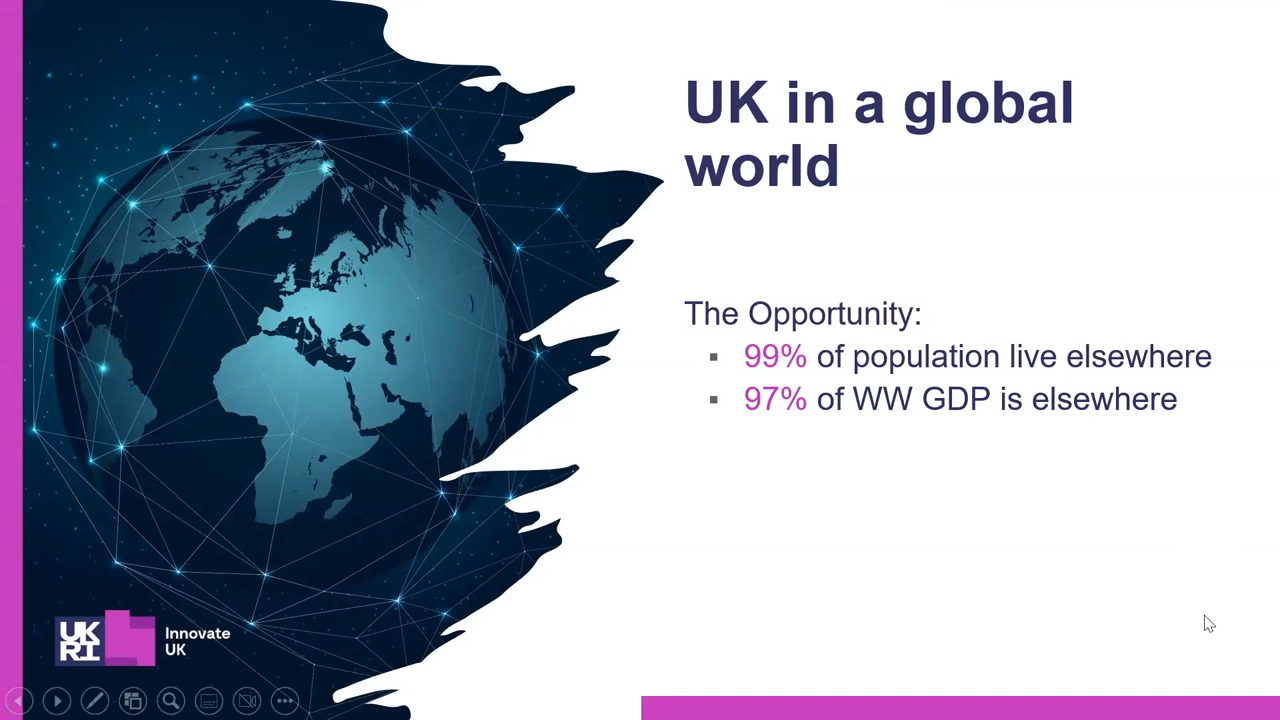 UK in a global
world
The Opportunity:
▪ 99% of population live elsewhere
▪ 97% of WW GDP is elsewhere
UK
RI
Innovate
UK